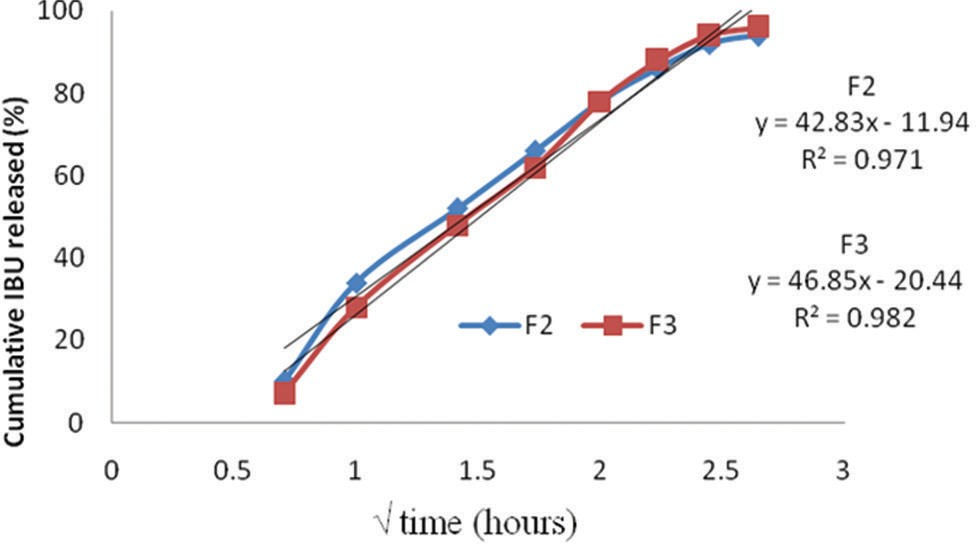 Cumulative IBU released (%)
100
80
60
40
20
0
0 0.5 1 1.5 2 2.5 3
√ time (hours)
F2 F3
F2
y = 42.83x - 11.94
R² = 0.971
F3
y = 46.85x - 20.44
R² = 0.982